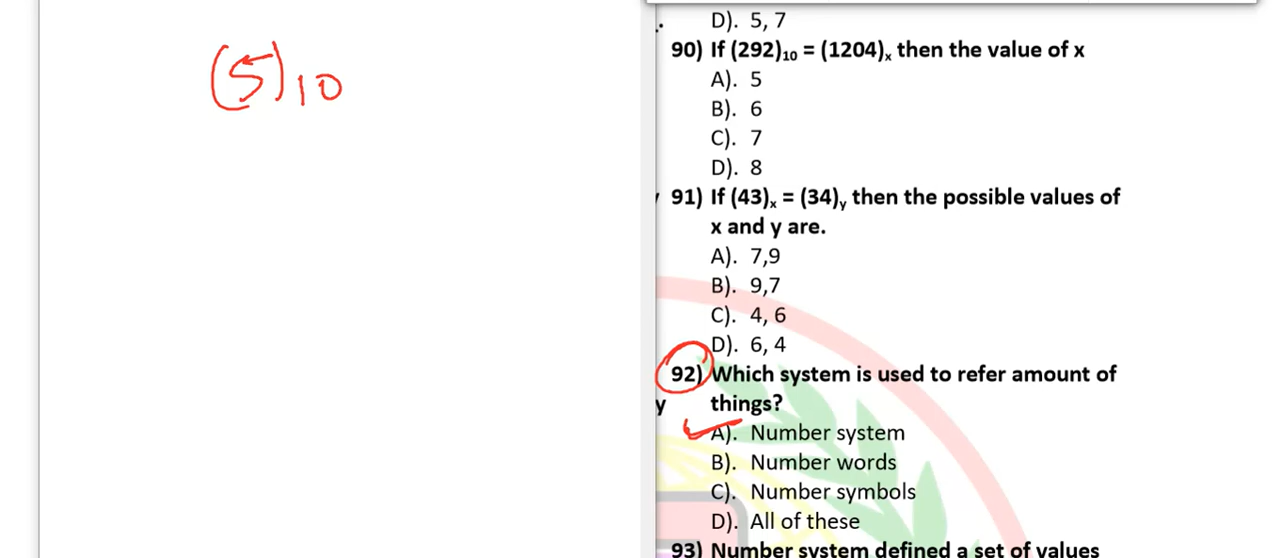 (5)10
D). 5, 7
90) If (292)₁₀ = (1204)ₓ then the value of x
A). 5
B). 6
C). 7
D). 8
91) If (43)ₓ = (34)y then the possible values of
x and y are.
A). 7,9
B). 9,7
C). 4, 6
D). 6, 4
92) Which system is used to refer amount of
y things?
A). Number system
B). Number words
C). Number symbols
D). All of these
93) Number system defined a set of values